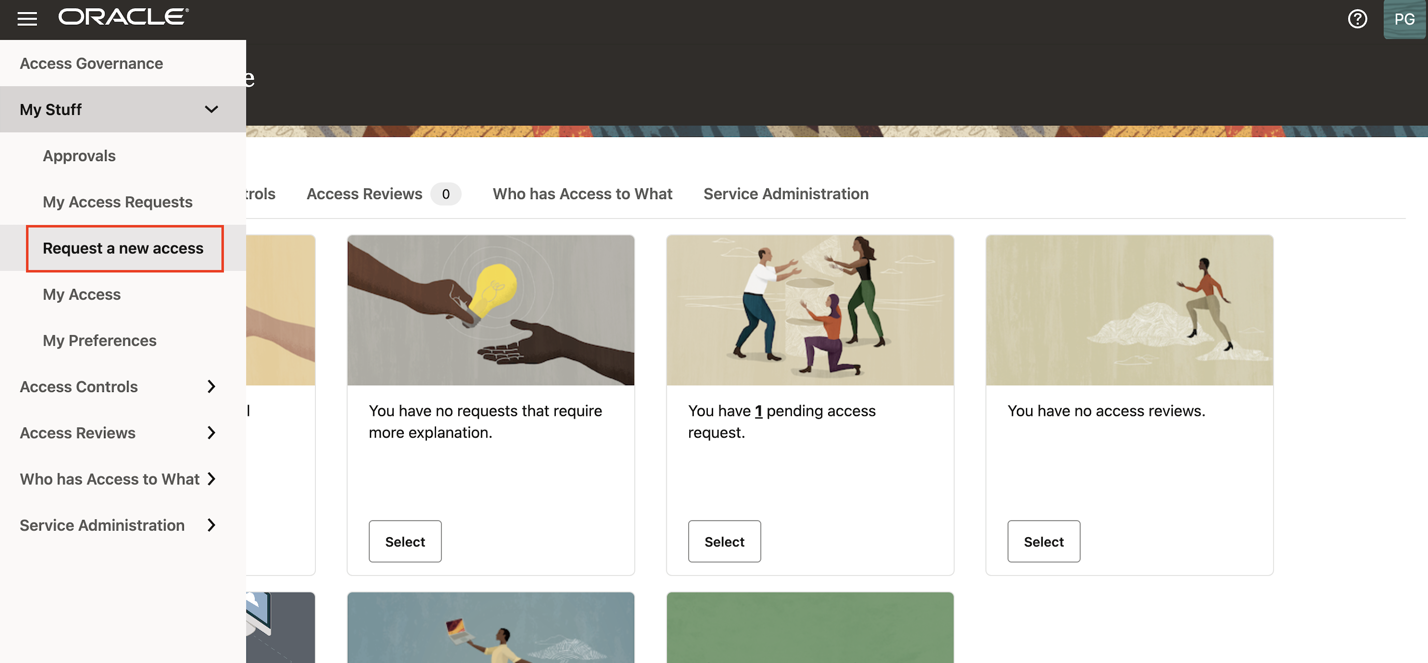 ORACLE
PG
Access Governance
My Stuff
Approvals
My Access Requests
Request a new access
My Access
My Preferences
Access Controls
Access Reviews
Who has Access to What
Service Administration
e
trols
Access Reviews 0
Who has Access to What
Service Administration
l
You have no requests that require
more explanation.
Select
You have 1 pending access
request.
Select
You have no access reviews.
Select